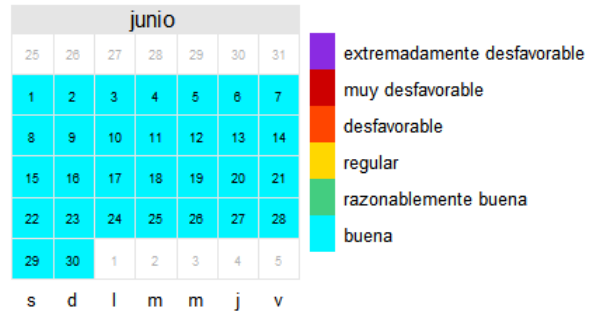 junio
25 26 27 28 29 30 31
1 2 3 4 5 6 7
8 9 10 11 12 13 14
15 16 17 18 19 20 21
22 23 24 25 26 27 28
29 30 1 2 3 4 5
s d l m m j v
extremadamente desfavorable
muy desfavorable
desfavorable
regular
razonablemente buena
buena